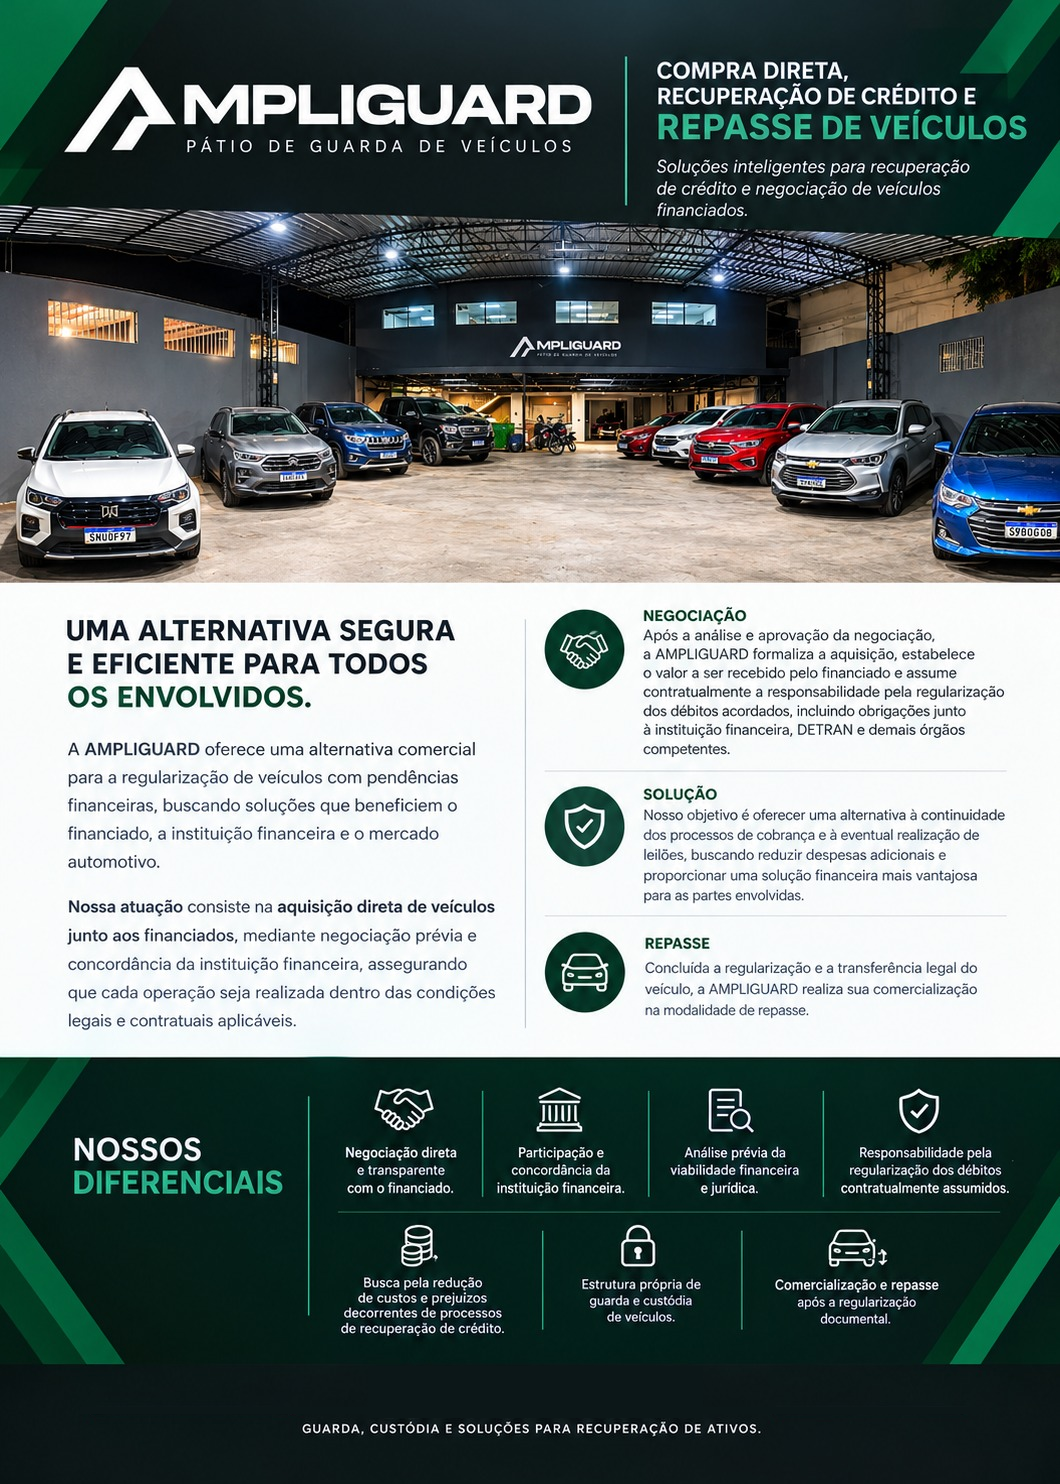 AMPLIGUARD
PÁTIO DE GUARDA DE VEÍCULOS
COMPRA DIRETA,
RECUPERAÇÃO DE CRÉDITO E
REPASSE DE VEÍCULOS
Soluções inteligentes para recuperação
de crédito e negociação de veículos
financiados.
AMPLIGUARD
PÁTIO DE GUARDA DE VEÍCULOS
SMU0F97
S9B0G08
UMA ALTERNATIVA SEGURA
E EFICIENTE PARA TODOS
OS ENVOLVIDOS.
A AMPLIGUARD oferece uma alternativa comercial
para a regularização de veículos com pendências
financeiras, buscando soluções que beneficiem o
financiado, a instituição financeira e o mercado
automotivo.
Nossa atuação consiste na aquisição direta de veículos
junto aos financiados, mediante negociação prévia e
concordância da instituição financeira, assegurando
que cada operação seja realizada dentro das condições
legais e contratuais aplicáveis.
NEGOCIAÇÃO
Após a análise e aprovação da negociação,
a AMPLIGUARD formaliza a aquisição, estabelece
o valor a ser recebido pelo financiado e assume
contratualmente a responsabilidade pela regularização
dos débitos acordados, incluindo obrigações junto
à instituição financeira, DETRAN e demais órgãos
competentes.
SOLUÇÃO
Nosso objetivo é oferecer uma alternativa à continuidade
dos processos de cobrança e à eventual realização de
leilões, buscando reduzir despesas adicionais e
proporcionar uma solução financeira mais vantajosa
para as partes envolvidas.
REPASSE
Concluída a regularização e a transferência legal do
veículo, a AMPLIGUARD realiza sua comercialização
na modalidade de repasse.
NOSSOS
DIFERENCIAIS
Negociação direta
e transparente
com o financiado.
Participação e
concordância da
instituição financeira.
Análise prévia da
viabilidade financeira
e jurídica.
Responsabilidade pela
regularização dos débitos
contratualmente assumidos.
Busca pela redução
de custos e prejuizos
decorrentes de processos
de recuperação de crédito.
Estrutura própria de
guarda e custódia
de veículos.
Comercialização e repasse
após a regularização
documental.
GUARDA, CUSTÓDIA E SOLUÇÕES PARA RECUPERAÇÃO DE ATIVOS.